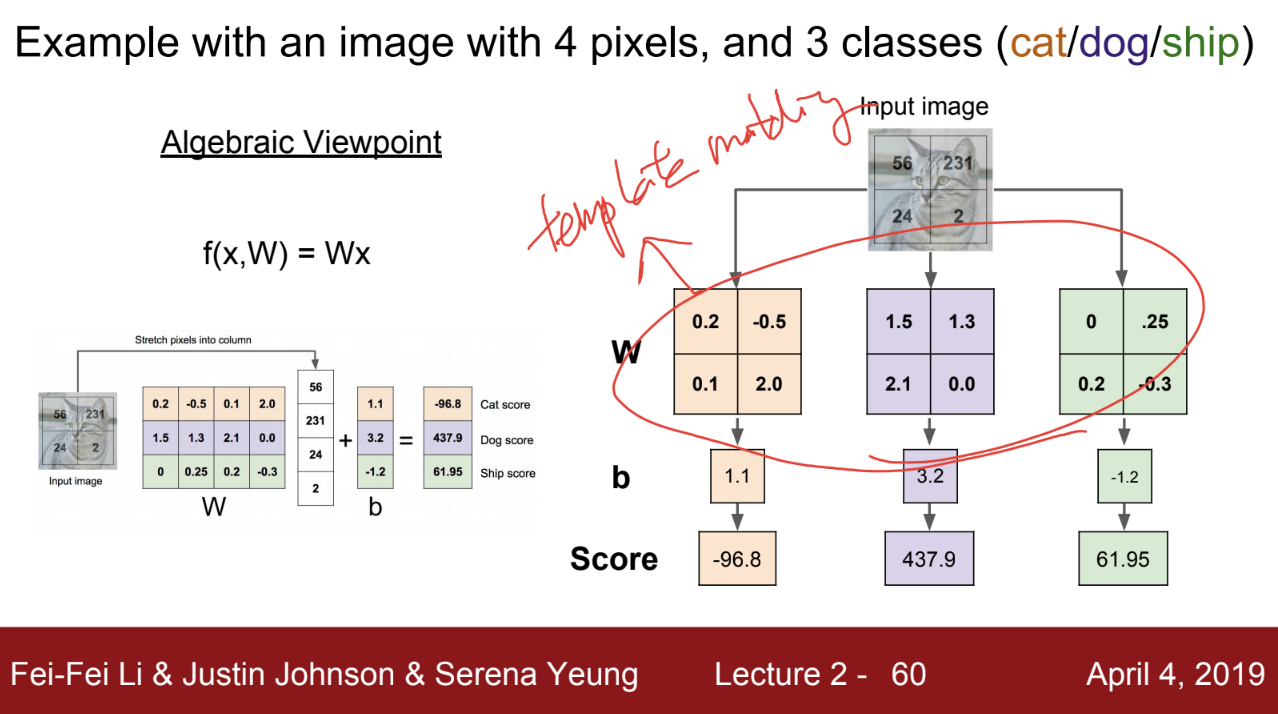 Example with an image with 4 pixels, and 3 classes (cat/dog/ship)
Algebraic Viewpoint
f(x,W) = Wx
Stretch pixels into column
56 231
24 2
Input image
0.2 -0.5 0.1 2.0
1.5 1.3 2.1 0.0
0 0.25 0.2 -0.3
W
56
231
24
2
+
1.1
3.2
-1.2
b
=
-96.8 Cat score
437.9 Dog score
61.95 Ship score
template matching
Input image
56 231
24 2
W
0.2 -0.5
0.1 2.0
1.5 1.3
2.1 0.0
0 .25
0.2 -0.3
b
1.1
3.2
-1.2
Score
-96.8
437.9
61.95
Fei-Fei Li & Justin Johnson & Serena Yeung
Lecture 2 - 60
April 4, 2019